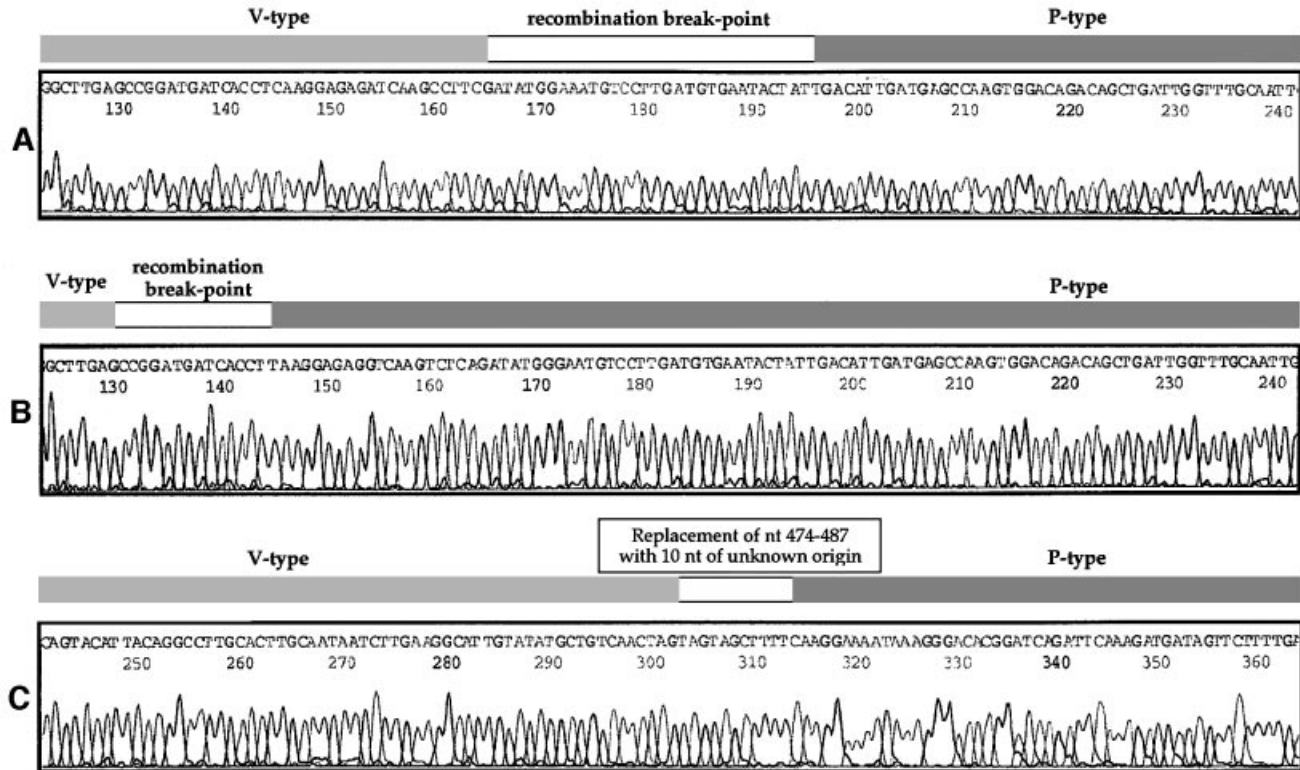 V-type recombination break-point P-type
GGCTTGAGCCGGATGATCACCTCAAGGAGAGATCAAGCCTTCGATATGGAAATGTCCTTGATGTGAATACTATTGACATTGATGAGCCAAGTGGACAGACAGCTGATTGGTTTGCAATT
130 140 150 160 170 180 190 200 210 220 230 240
A
V-type recombination break-point P-type
GCTTGAGCCGGATGATCACCTTAAGGAGAGGTCAAGTCTCAGATATGGGAATGTCCTTGATGTGAATACTATTGACATTGATGAGCCAAGTGGACAGACAGCTGATTGGTTTGCAATTG
130 140 150 160 170 180 190 200 210 220 230 240
B
Replacement of nt 474-487
with 10 nt of unknown origin
V-type P-type
CAGTACATTACAGGCCTTGCACTTGCAATAATCTTGAAGGCATTGTATATGCTGTCAACTAGTAGTAGCTTTTCAAGGAAAATAAAGGGACACGGATCAGATTCAAAGATGATAGTTCTTTTGA
250 260 270 280 290 300 310 320 330 340 350 360
C